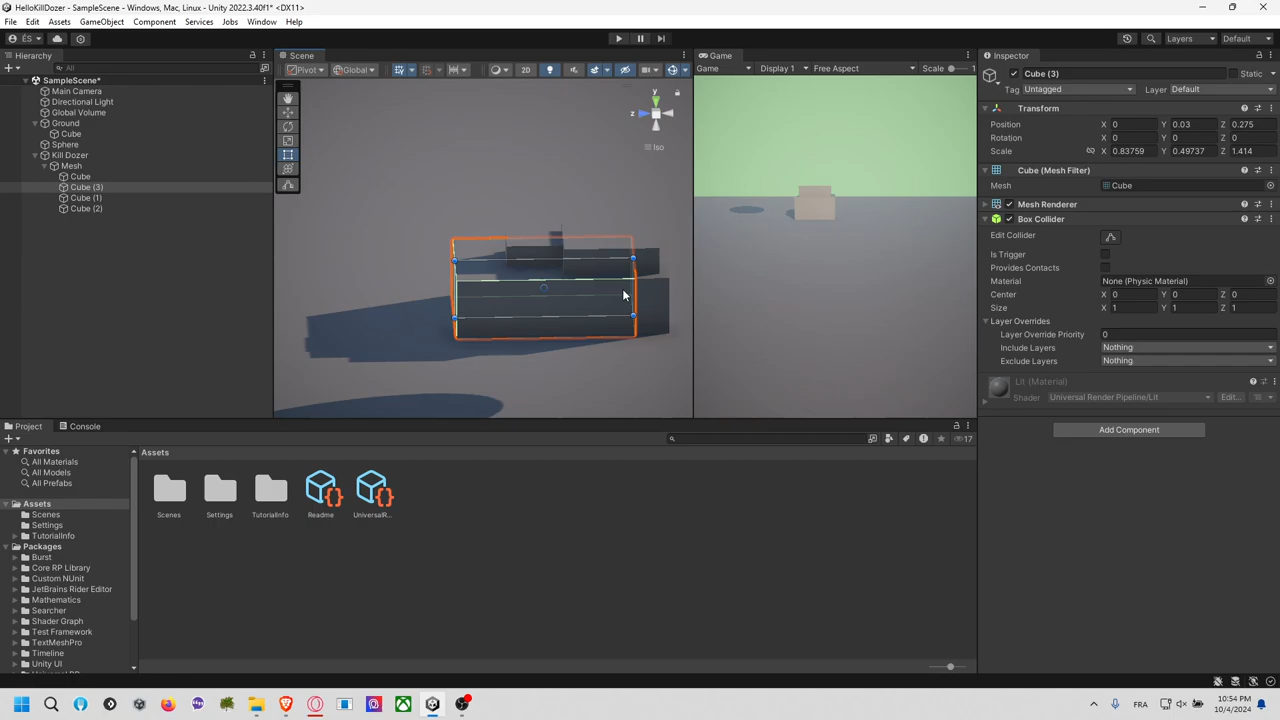 HelloKillDozer - SampleScene - Windows, Mac, Linux - Unity 2022.3.40f1* <DX11>
File Edit Assets GameObject Component Services Jobs Window Help
ÉS Layers Default
Hierarchy
All
SampleScene*
Main Camera
Directional Light
Global Volume
Ground
Cube
Sphere
Kill Dozer
Mesh
Cube
Cube (3)
Cube (1)
Cube (2)
Scene
Pivot Global 2D
y
z
Iso
Game
Game Display 1 Free Aspect Scale 1
Inspector
Cube (3) Static
Tag Untagged Layer Default
Transform
Position X 0 Y 0.03 Z 0.275
Rotation X 0 Y 0 Z 0
Scale X 0.83759 Y 0.49737 Z 1.414
Cube (Mesh Filter)
Mesh Cube
Mesh Renderer
Box Collider
Edit Collider
Is Trigger
Provides Contacts
Material None (Physic Material)
Center X 0 Y 0 Z 0
Size X 1 Y 1 Z 1
Layer Overrides
Layer Override Priority 0
Include Layers Nothing
Exclude Layers Nothing
Lit (Material)
Shader Universal Render Pipeline/Lit Edit...
Add Component
Project Console
17
Favorites
All Materials
All Models
All Prefabs
Assets
Scenes
Settings
TutorialInfo
Packages
Burst
Core RP Library
Custom NUnit
JetBrains Rider Editor
Mathematics
Searcher
Shader Graph
Test Framework
TextMeshPro
Timeline
Unity UI
Assets
Scenes Settings TutorialInfo Readme UniversalR...
FRA 10:54 PM
10/4/2024